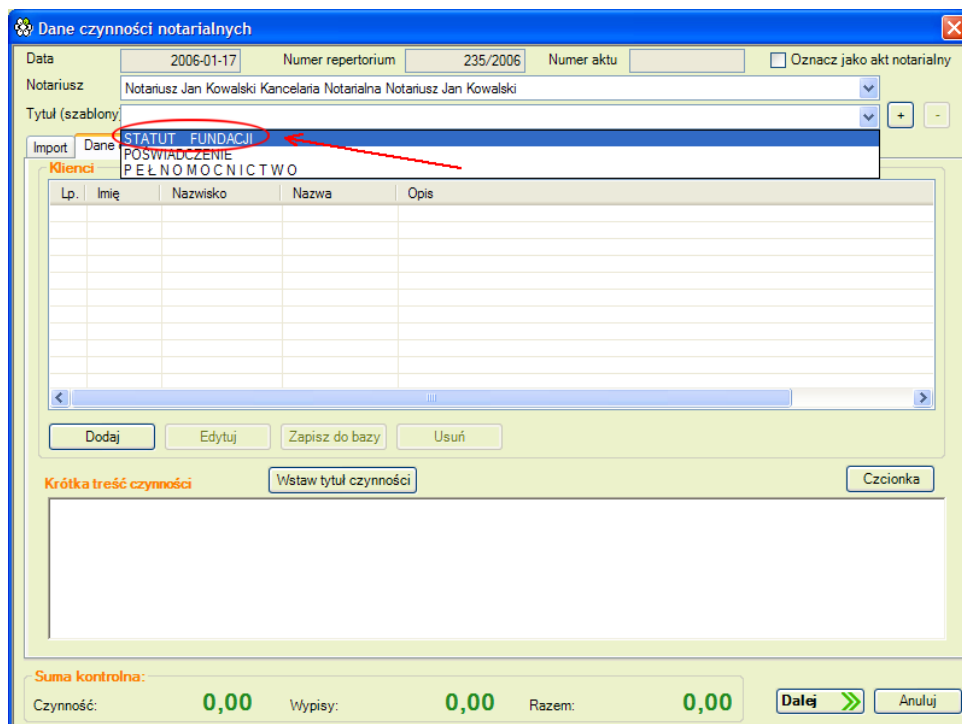 Dane czynności notarialnych
Data 2006-01-17 Numer repertorium 235/2006 Numer aktu Oznacz jako akt notarialny
Notariusz Notariusz Jan Kowalski Kancelaria Notarialna Notariusz Jan Kowalski
Tytuł (szablony) + -
STATUT FUNDACJI
Import Dane
POŚWIADCZENIE
Klienci P E Ł N O M O C N I C T W O
Lp. Imię Nazwisko Nazwa Opis
Dodaj Edytuj Zapisz do bazy Usuń
Krótka treść czynności Wstaw tytuł czynności Czcionka
Suma kontrolna:
Czynność: 0,00 Wypisy: 0,00 Razem: 0,00 Dalej Anuluj